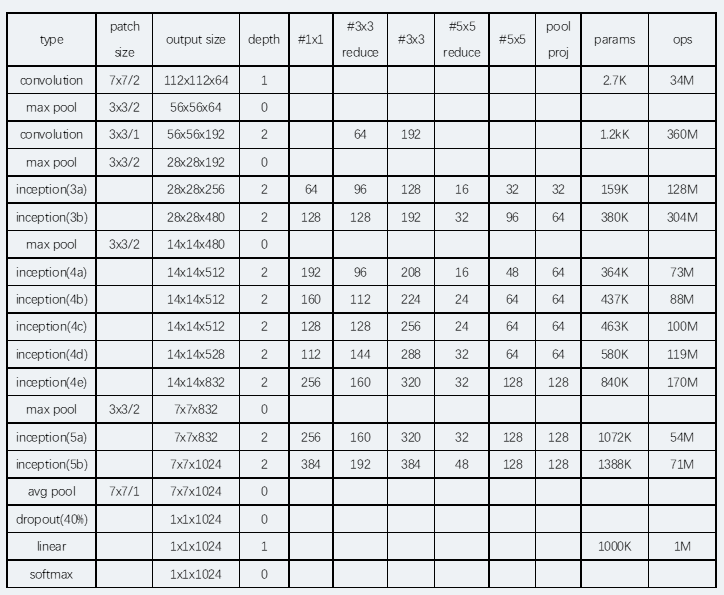 type patch size output size depth #1x1 #3x3 reduce #3x3 #5x5 reduce #5x5 pool proj params ops
convolution 7x7/2 112x112x64 1 2.7K 34M
max pool 3x3/2 56x56x64 0
convolution 3x3/1 56x56x192 2 64 192 1.2kK 360M
max pool 3x3/2 28x28x192 0
inception(3a) 28x28x256 2 64 96 128 16 32 32 159K 128M
inception(3b) 28x28x480 2 128 128 192 32 96 64 380K 304M
max pool 3x3/2 14x14x480 0
inception(4a) 14x14x512 2 192 96 208 16 48 64 364K 73M
inception(4b) 14x14x512 2 160 112 224 24 64 64 437K 88M
inception(4c) 14x14x512 2 128 128 256 24 64 64 463K 100M
inception(4d) 14x14x528 2 112 144 288 32 64 64 580K 119M
inception(4e) 14x14x832 2 256 160 320 32 128 128 840K 170M
max pool 3x3/2 7x7x832 0
inception(5a) 7x7x832 2 256 160 320 32 128 128 1072K 54M
inception(5b) 7x7x1024 2 384 192 384 48 128 128 1388K 71M
avg pool 7x7/1 7x7x1024 0
dropout(40%) 1x1x1024 0
linear 1x1x1024 1 1000K 1M
softmax 1x1x1024 0